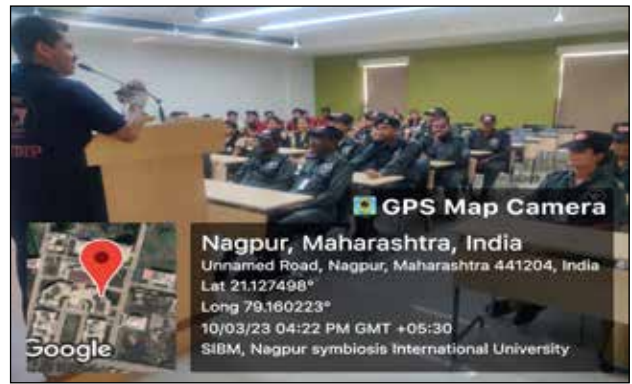 GPS Map Camera
Nagpur, Maharashtra, India
Unnamed Road, Nagpur, Maharashtra 441204, India
Lat 21.127498°
Long 79.160223°
10/03/23 04:22 PM GMT +05:30
SIBM, Nagpur symbiosis International University
Google